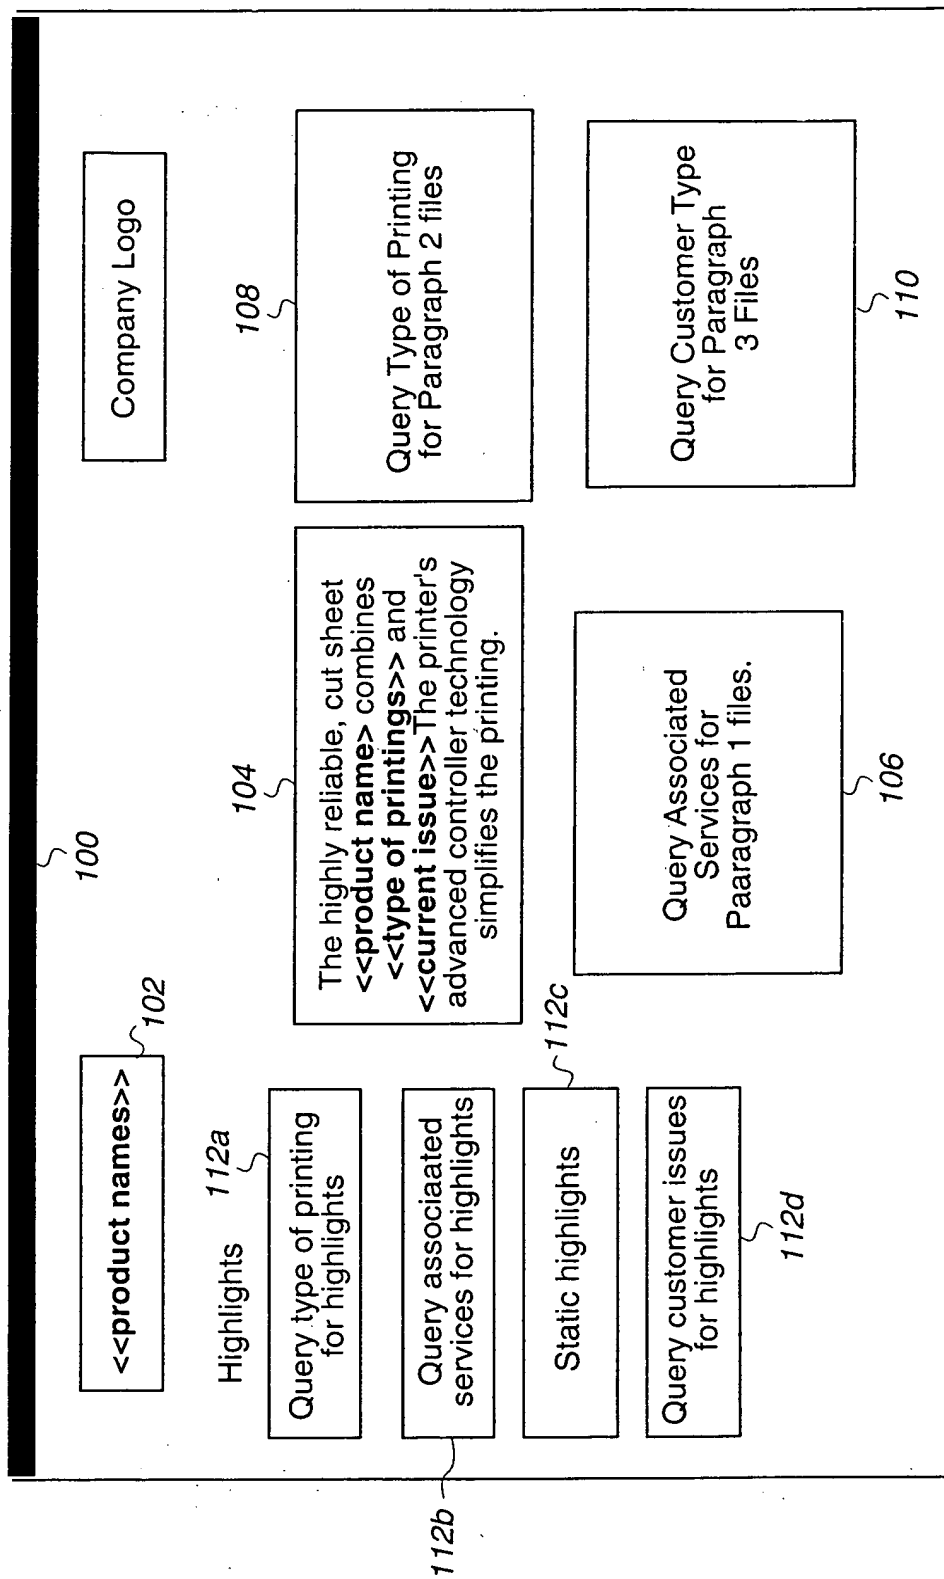 100
<<product names>>
102
Company Logo
Highlights
112a
Query type of printing
for highlights
Query associaated
services for highlights
112b
Static highlights
112c
Query customer issues
for highlights
112d
104
The highly reliable, cut sheet
<<product name> combines
<<type of printings>> and
<<current issue>>The printer's
advanced controller technology
simplifies the printing.
Query Associated
Services for
Paaragraph 1 files.
106
108
Query Type of Printing
for Paragraph 2 files
Query Customer Type
for Paragraph
3 Files
110